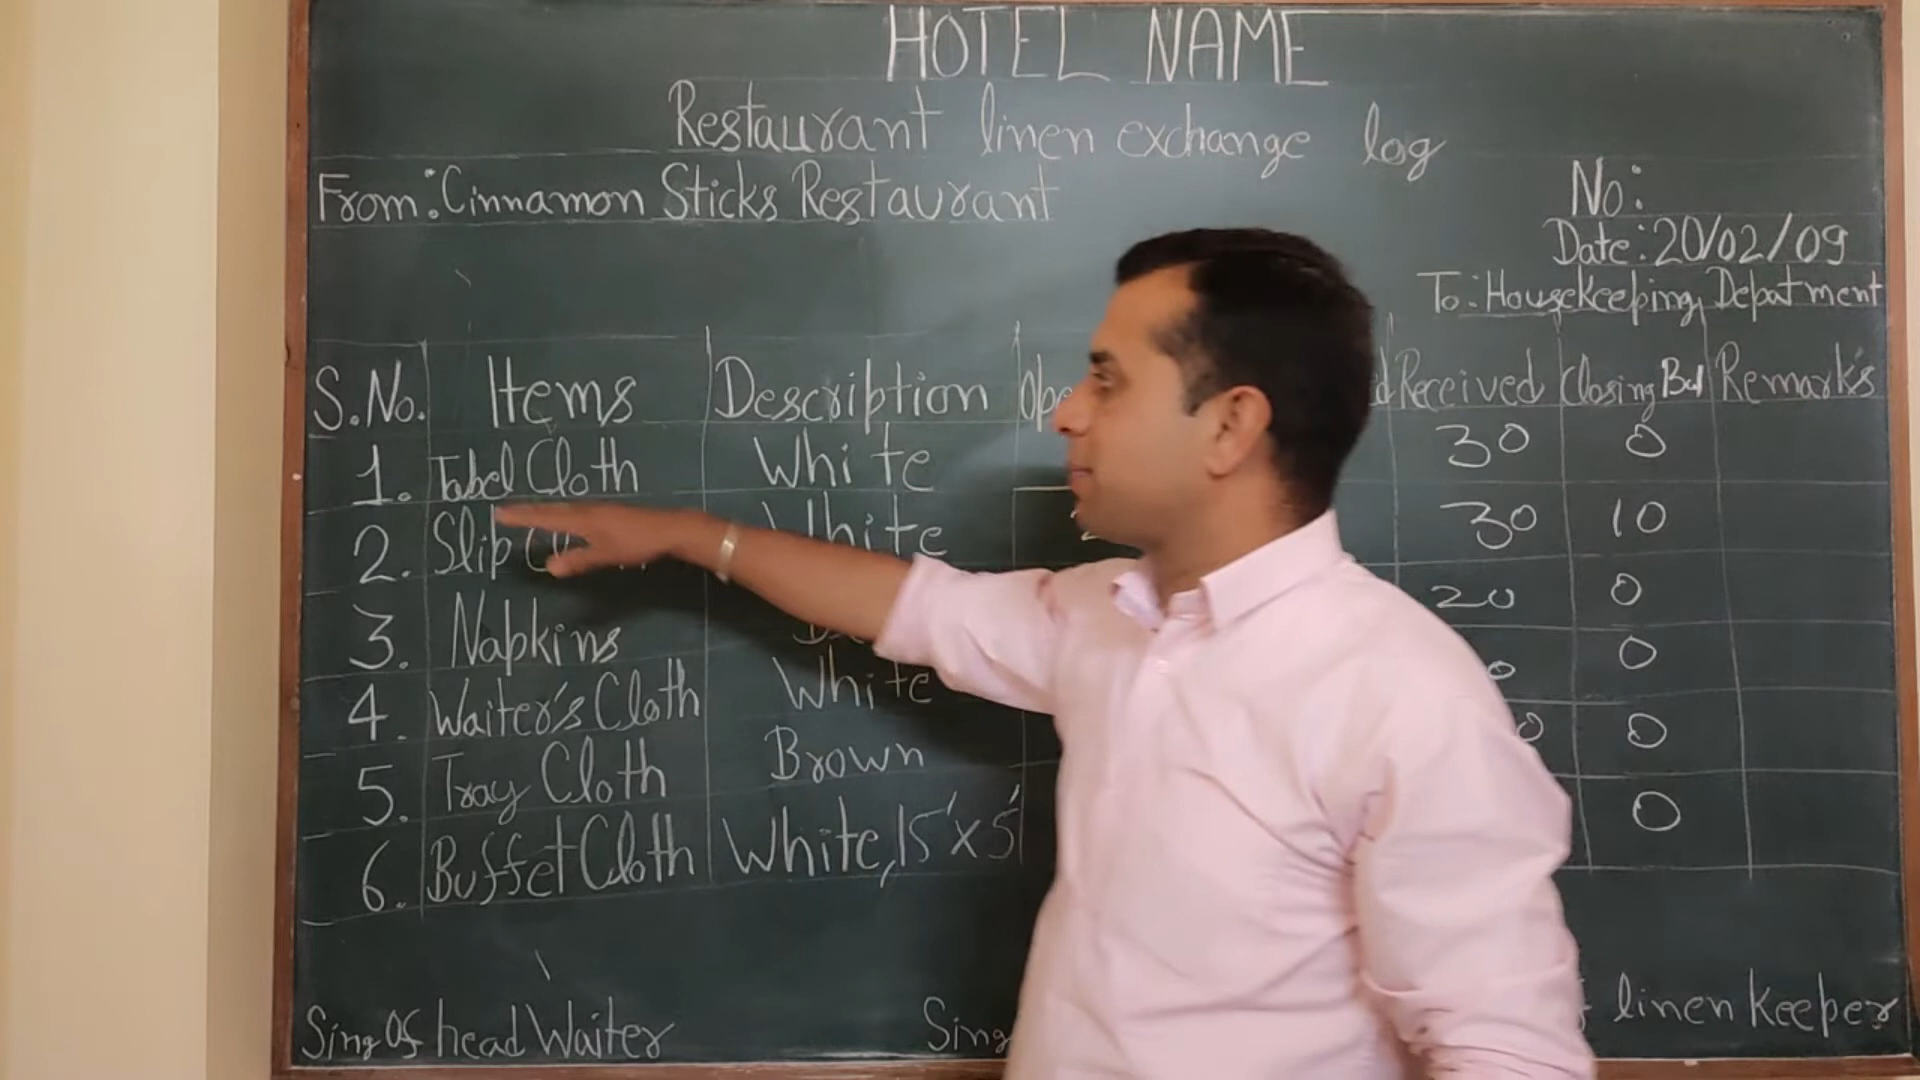 HOTEL NAME
Restaurant linen exchange log
From: Cinnamon Sticks Restaurant
No:
Date: 20/02/09
To: Housekeeping Depatment
S.No. Items Description Received Closing Bal Remark's
1. Tabel Cloth White 30 0
2. Slip White 30 10
3. Napkins 20 0
4. Waiter's Cloth White 0
5. Tray Cloth Brown 0
6. Buffet Cloth White, 15' x 5' 0
Sing Of head Waiter Sing linen keeper